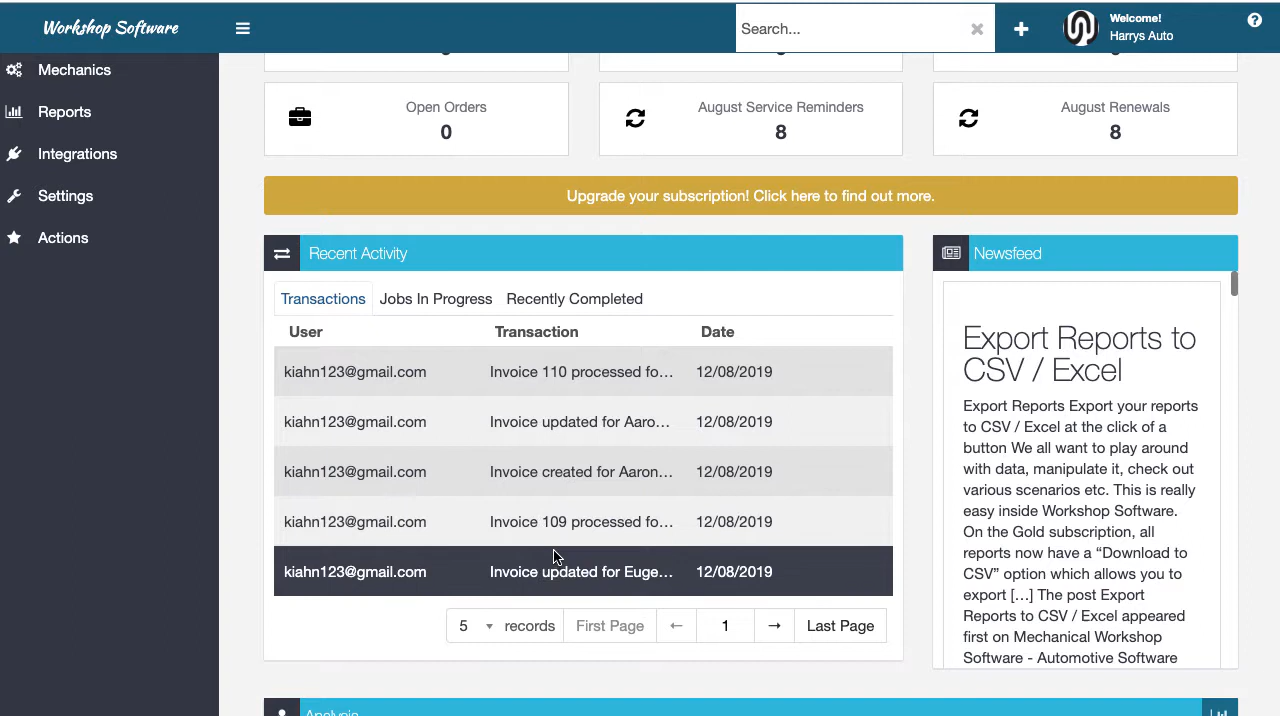 Workshop Software
Search...
Welcome!
Harrys Auto
Mechanics
Reports
Integrations
Settings
Actions
Open Orders
0
August Service Reminders
8
August Renewals
8
Upgrade your subscription! Click here to find out more.
Recent Activity
Transactions Jobs In Progress Recently Completed
User Transaction Date
kiahn123@gmail.com Invoice 110 processed fo... 12/08/2019
kiahn123@gmail.com Invoice updated for Aaro... 12/08/2019
kiahn123@gmail.com Invoice created for Aaron... 12/08/2019
kiahn123@gmail.com Invoice 109 processed fo... 12/08/2019
kiahn123@gmail.com Invoice updated for Euge... 12/08/2019
5 records First Page ← 1 → Last Page
Newsfeed
Export Reports to
CSV / Excel
Export Reports Export your reports
to CSV / Excel at the click of a
button We all want to play around
with data, manipulate it, check out
various scenarios etc. This is really
easy inside Workshop Software.
On the Gold subscription, all
reports now have a “Download to
CSV” option which allows you to
export […] The post Export
Reports to CSV / Excel appeared
first on Mechanical Workshop
Software - Automotive Software
Analysis